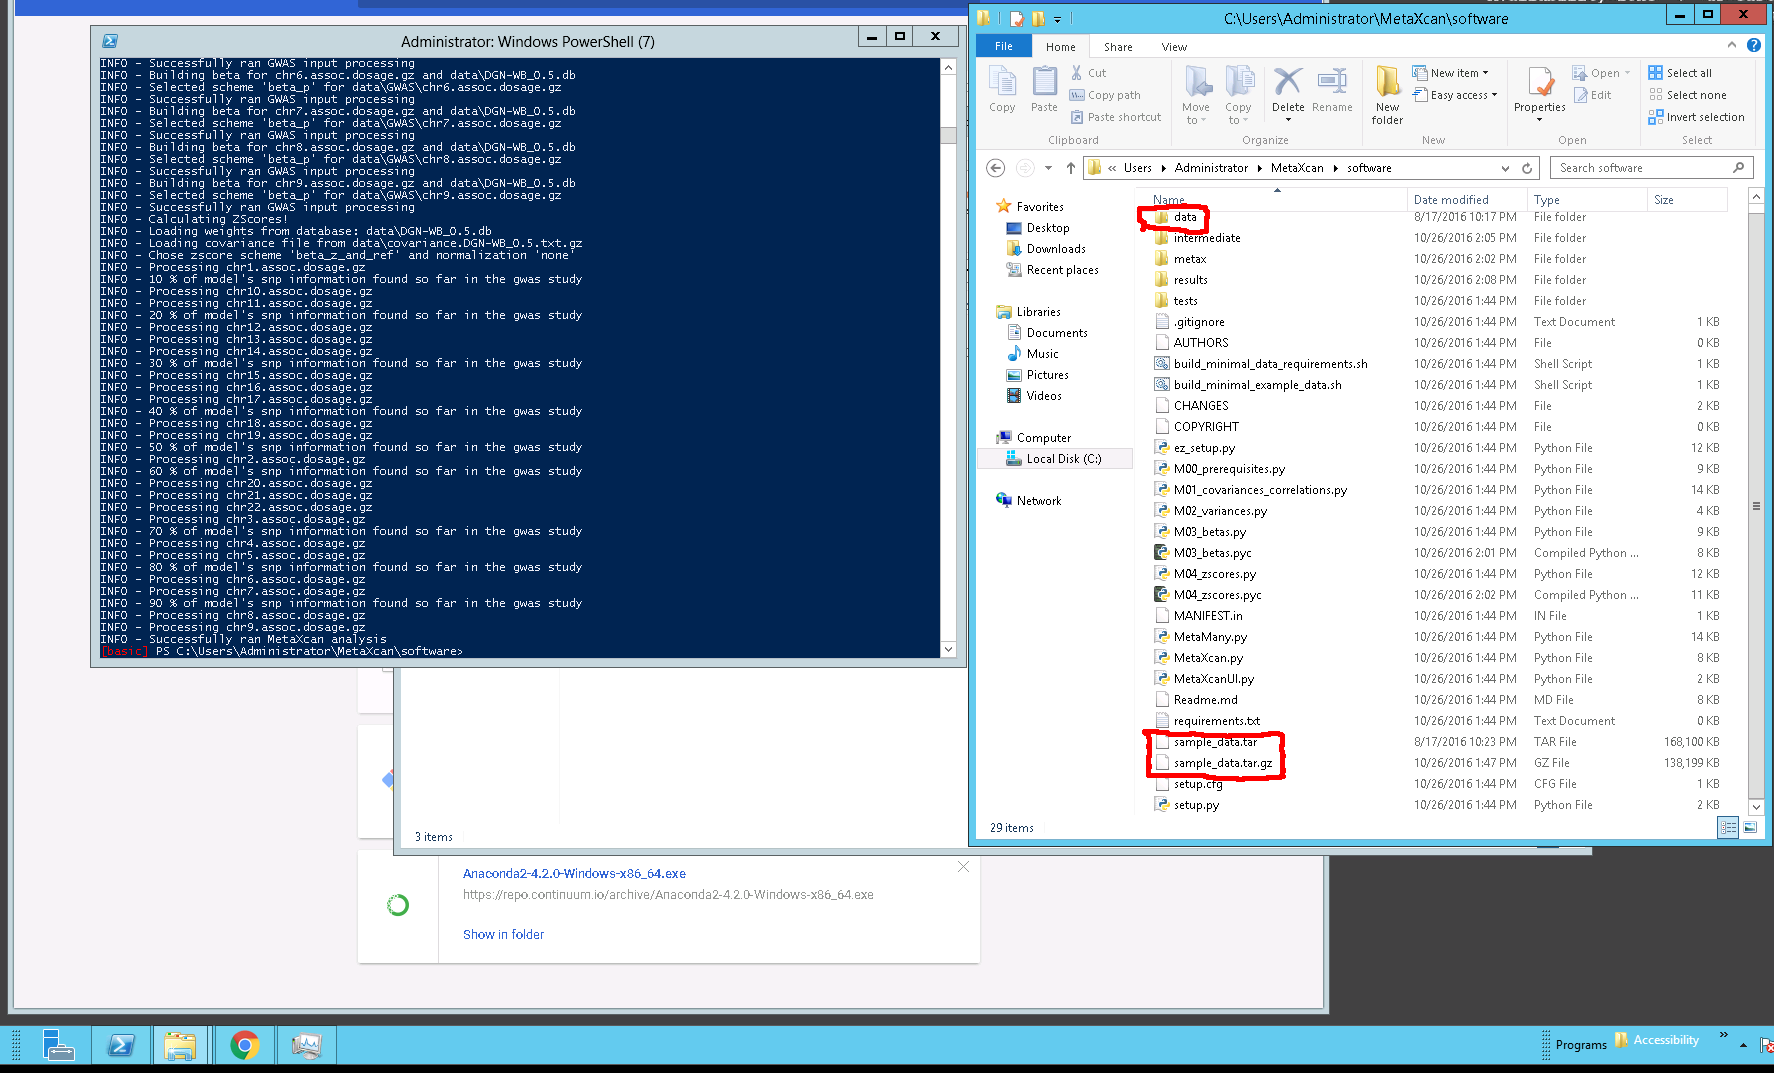 Administrator: Windows PowerShell (7)
INFO - Successfully ran GWAS input processing
INFO - Building beta for chr6.assoc.dosage.gz and data\DGN-WB_0.5.db
INFO - Selected scheme 'beta_p' for data\GWAS\chr6.assoc.dosage.gz
INFO - Successfully ran GWAS input processing
INFO - Building beta for chr7.assoc.dosage.gz and data\DGN-WB_0.5.db
INFO - Selected scheme 'beta_p' for data\GWAS\chr7.assoc.dosage.gz
INFO - Successfully ran GWAS input processing
INFO - Building beta for chr8.assoc.dosage.gz and data\DGN-WB_0.5.db
INFO - Selected scheme 'beta_p' for data\GWAS\chr8.assoc.dosage.gz
INFO - Successfully ran GWAS input processing
INFO - Building beta for chr9.assoc.dosage.gz and data\DGN-WB_0.5.db
INFO - Selected scheme 'beta_p' for data\GWAS\chr9.assoc.dosage.gz
INFO - Successfully ran GWAS input processing
INFO - Calculating ZScores!
INFO - Loading weights from database: data\DGN-WB_0.5.db
INFO - Loading covariance file from data\covariance.DGN-WB_0.5.txt.gz
INFO - Chose zscore scheme 'beta_z_and_ref' and normalization 'none'
INFO - Processing chr1.assoc.dosage.gz
INFO - 10 % of model's snp information found so far in the gwas study
INFO - Processing chr10.assoc.dosage.gz
INFO - Processing chr11.assoc.dosage.gz
INFO - 20 % of model's snp information found so far in the gwas study
INFO - Processing chr12.assoc.dosage.gz
INFO - Processing chr13.assoc.dosage.gz
INFO - Processing chr14.assoc.dosage.gz
INFO - 30 % of model's snp information found so far in the gwas study
INFO - Processing chr15.assoc.dosage.gz
INFO - Processing chr16.assoc.dosage.gz
INFO - Processing chr17.assoc.dosage.gz
INFO - 40 % of model's snp information found so far in the gwas study
INFO - Processing chr18.assoc.dosage.gz
INFO - Processing chr19.assoc.dosage.gz
INFO - 50 % of model's snp information found so far in the gwas study
INFO - Processing chr2.assoc.dosage.gz
INFO - 60 % of model's snp information found so far in the gwas study
INFO - Processing chr20.assoc.dosage.gz
INFO - Processing chr21.assoc.dosage.gz
INFO - Processing chr22.assoc.dosage.gz
INFO - Processing chr3.assoc.dosage.gz
INFO - 70 % of model's snp information found so far in the gwas study
INFO - Processing chr4.assoc.dosage.gz
INFO - Processing chr5.assoc.dosage.gz
INFO - 80 % of model's snp information found so far in the gwas study
INFO - Processing chr6.assoc.dosage.gz
INFO - Processing chr7.assoc.dosage.gz
INFO - 90 % of model's snp information found so far in the gwas study
INFO - Processing chr8.assoc.dosage.gz
INFO - Processing chr9.assoc.dosage.gz
INFO - Successfully ran MetaXcan analysis
[basic] PS C:\Users\Administrator\MetaXcan\software>
3 items
Anaconda2-4.2.0-Windows-x86_64.exe
https://repo.continuum.io/archive/Anaconda2-4.2.0-Windows-x86_64.exe
Show in folder
C:\Users\Administrator\MetaXcan\software
File Home Share View
Copy Paste Cut
Copy path
Paste shortcut
Clipboard
Move to Copy to Delete Rename
Organize
New folder New item
Easy access
New
Properties Open
Edit
Open
Select all
Select none
Invert selection
Select
« Users Administrator MetaXcan software
Search software
Favorites
Desktop
Downloads
Recent places
Libraries
Documents
Music
Pictures
Videos
Computer
Local Disk (C:)
Network
Name Date modified Type Size
data 8/17/2016 10:17 PM File folder
intermediate 10/26/2016 2:05 PM File folder
metax 10/26/2016 2:02 PM File folder
results 10/26/2016 2:08 PM File folder
tests 10/26/2016 1:44 PM File folder
.gitignore 10/26/2016 1:44 PM Text Document 1 KB
AUTHORS 10/26/2016 1:44 PM File 0 KB
build_minimal_data_requirements.sh 10/26/2016 1:44 PM Shell Script 1 KB
build_minimal_example_data.sh 10/26/2016 1:44 PM Shell Script 1 KB
CHANGES 10/26/2016 1:44 PM File 2 KB
COPYRIGHT 10/26/2016 1:44 PM File 0 KB
ez_setup.py 10/26/2016 1:44 PM Python File 12 KB
M00_prerequisites.py 10/26/2016 1:44 PM Python File 9 KB
M01_covariances_correlations.py 10/26/2016 1:44 PM Python File 14 KB
M02_variances.py 10/26/2016 1:44 PM Python File 4 KB
M03_betas.py 10/26/2016 1:44 PM Python File 9 KB
M03_betas.pyc 10/26/2016 2:01 PM Compiled Python ... 8 KB
M04_zscores.py 10/26/2016 1:44 PM Python File 12 KB
M04_zscores.pyc 10/26/2016 2:02 PM Compiled Python ... 11 KB
MANIFEST.in 10/26/2016 1:44 PM IN File 1 KB
MetaMany.py 10/26/2016 1:44 PM Python File 14 KB
MetaXcan.py 10/26/2016 1:44 PM Python File 8 KB
MetaXcanUI.py 10/26/2016 1:44 PM Python File 2 KB
Readme.md 10/26/2016 1:44 PM MD File 8 KB
requirements.txt 10/26/2016 1:44 PM Text Document 0 KB
sample_data.tar 8/17/2016 10:23 PM TAR File 168,100 KB
sample_data.tar.gz 10/26/2016 1:47 PM GZ File 138,199 KB
setup.cfg 10/26/2016 1:44 PM CFG File 1 KB
setup.py 10/26/2016 1:44 PM Python File 2 KB
29 items
Programs Accessibility